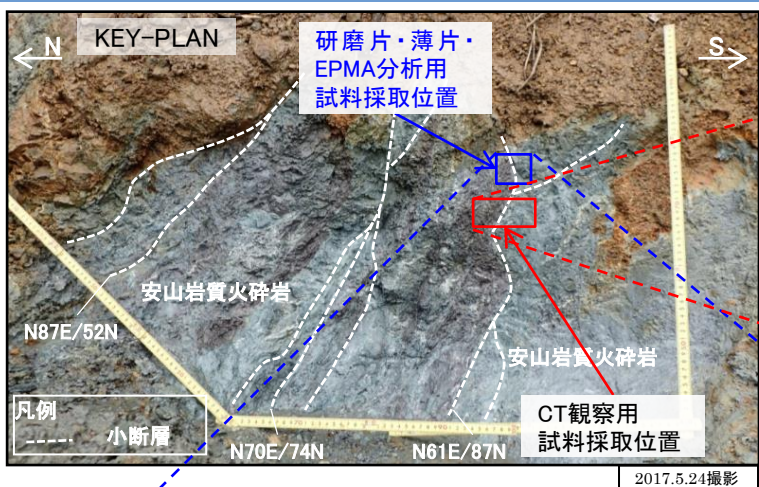 N
KEY-PLAN
研磨片・薄片・
EPMA分析用
試料採取位置
S
安山岩質火砕岩
N87E/52N
安山岩質火砕岩
凡例
小断層
N70E/74N
N61E/87N
CT観察用
試料採取位置
2017.5.24撮影